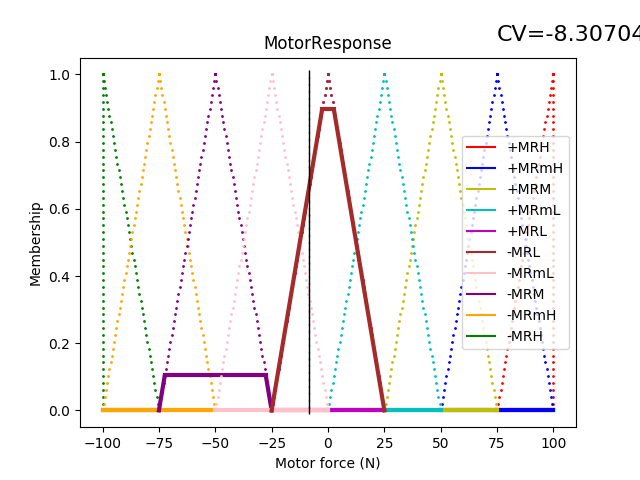 CV=-8.30704
MotorResponse
Membership
1.0
0.8
0.6
0.4
0.2
0.0
+MRH
+MRmH
+MRM
+MRmL
+MRL
-MRL
-MRmL
-MRM
-MRmH
-MRH
−100 −75 −50 −25 0 25 50 75 100
Motor force (N)